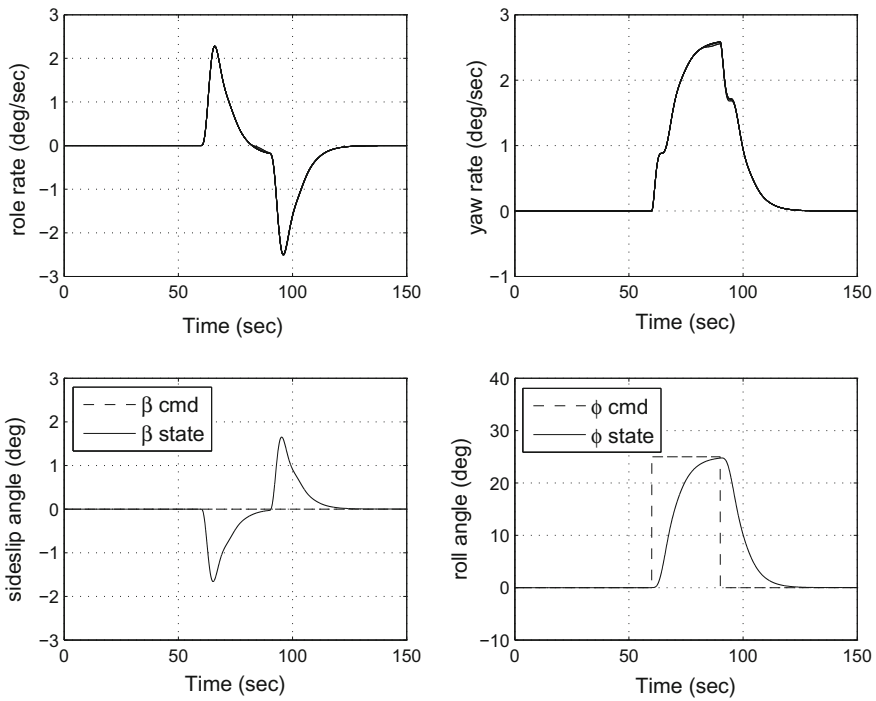 role rate (deg/sec)
3
2
1
0
−1
−2
−3
0 50 100 150
Time (sec)
yaw rate (deg/sec)
3
2
1
0
−1
0 50 100 150
Time (sec)
sideslip angle (deg)
3
2
1
0
−1
−2
−3
β cmd
β state
0 50 100 150
Time (sec)
roll angle (deg)
40
30
20
10
0
−10
ϕ cmd
ϕ state
0 50 100 150
Time (sec)